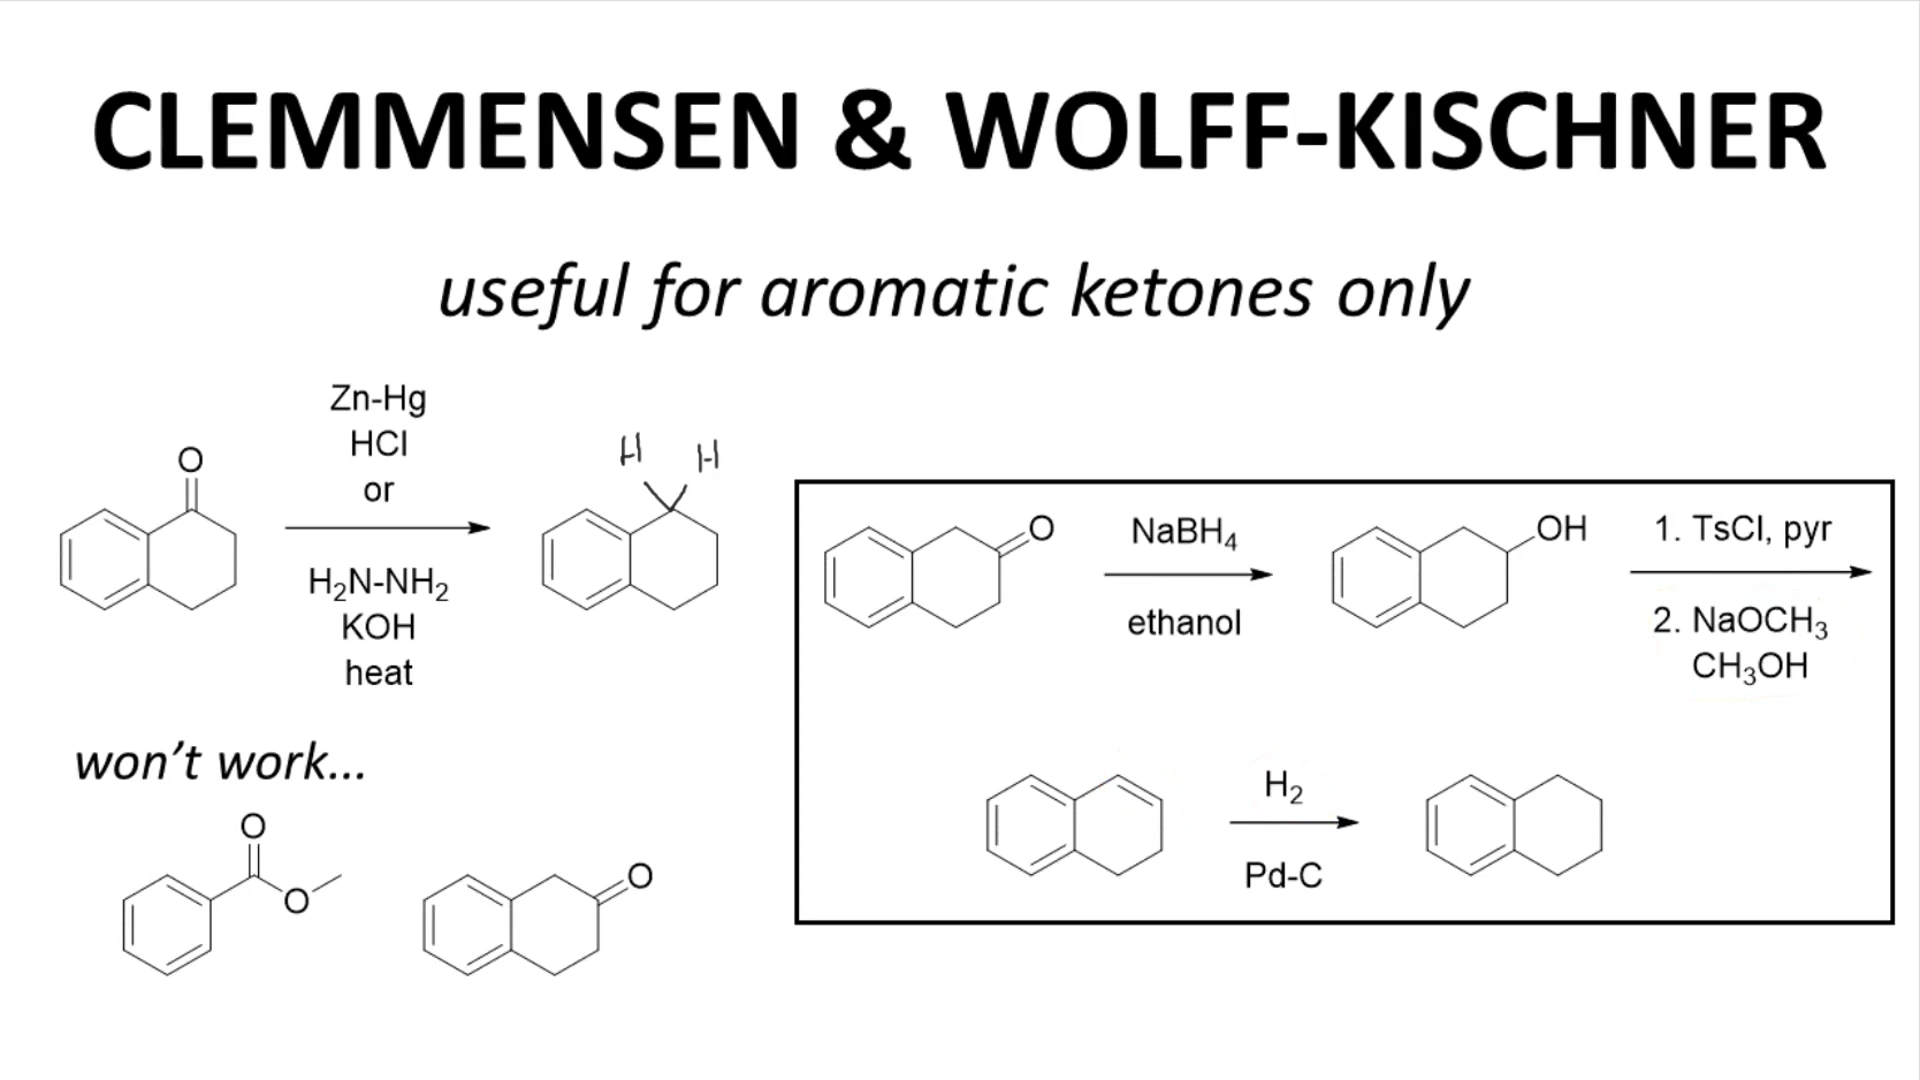 CLEMMENSEN & WOLFF-KISCHNER
useful for aromatic ketones only
Zn-Hg
HCl
or
H₂N-NH₂
KOH
heat
O
H H
won't work...
O
O
O
O
NaBH₄
ethanol
OH
1. TsCl, pyr
2. NaOCH₃
CH₃OH
H₂
Pd-C